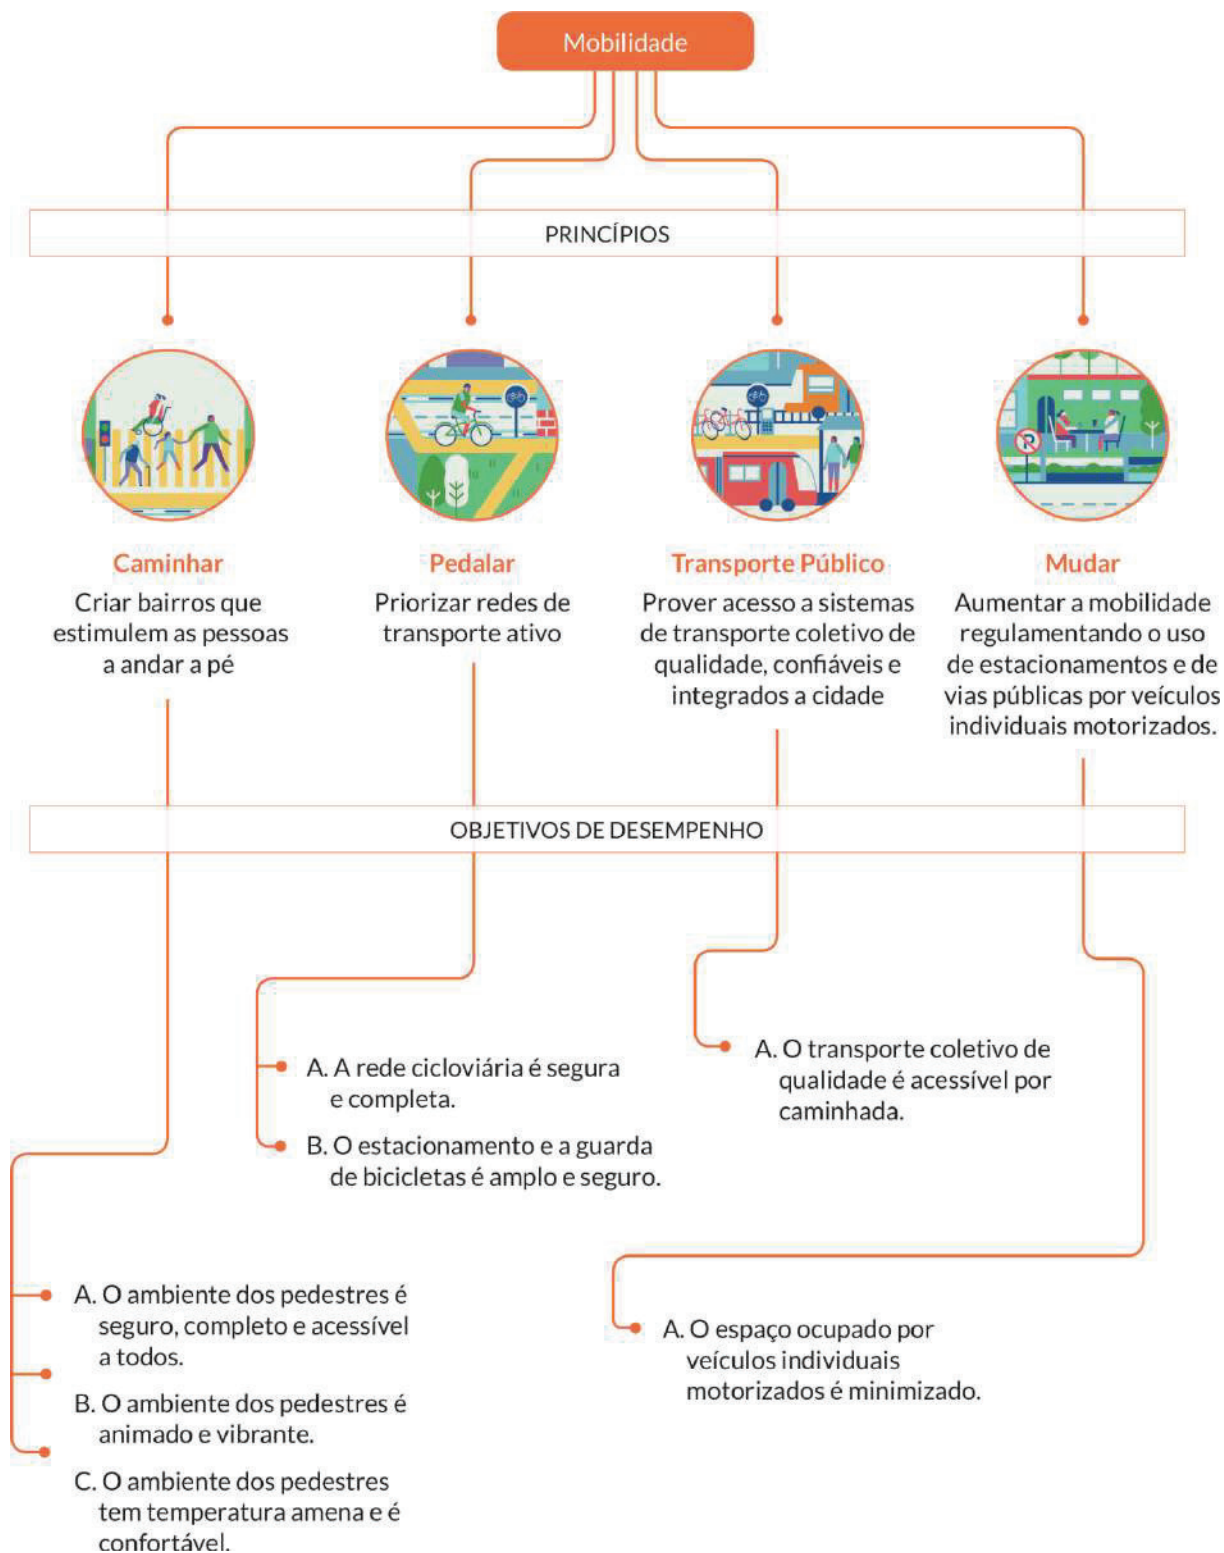 Mobilidade
PRINCÍPIOS
Caminhar
Criar bairros que
estimulem as pessoas
a andar a pé
Pedalar
Priorizar redes de
transporte ativo
Transporte Público
Prover acesso a sistemas
de transporte coletivo de
qualidade, confiáveis e
integrados a cidade
Mudar
Aumentar a mobilidade
regulamentando o uso
de estacionamentos e de
vias públicas por veículos
individuais motorizados.
OBJETIVOS DE DESEMPENHO
A. O ambiente dos pedestres é
seguro, completo e acessível
a todos.
B. O ambiente dos pedestres é
animado e vibrante.
C. O ambiente dos pedestres
tem temperatura amena e é
confortável.
A. A rede cicloviária é segura
e completa.
B. O estacionamento e a guarda
de bicicletas é amplo e seguro.
A. O transporte coletivo de
qualidade é acessível por
caminhada.
A. O espaço ocupado por
veículos individuais
motorizados é minimizado.
P